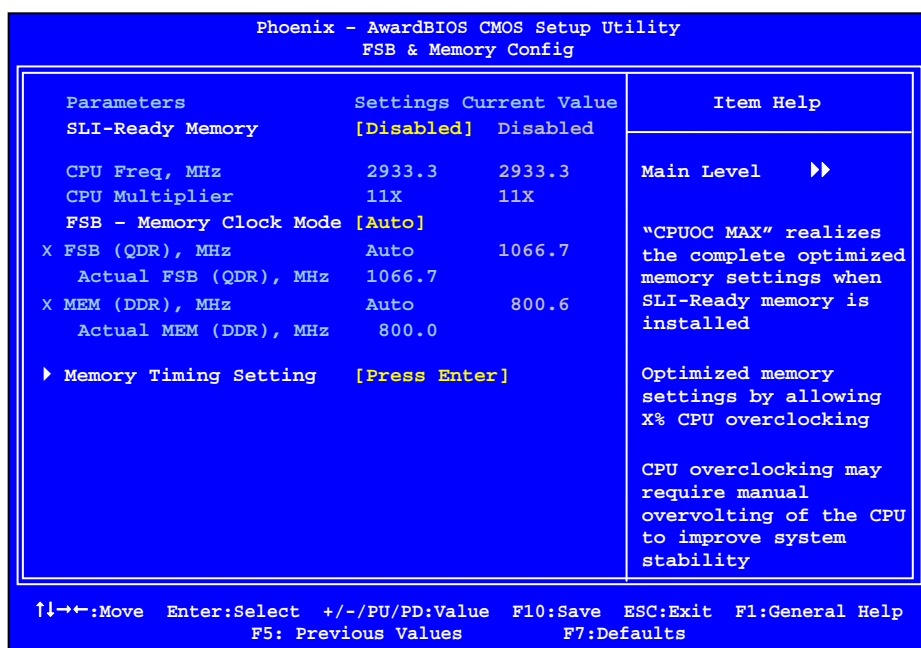 Phoenix – AwardBIOS CMOS Setup Utility
FSB & Memory Config
Parameters Settings Current Value
SLI-Ready Memory [Disabled] Disabled
CPU Freq, MHz 2933.3 2933.3
CPU Multiplier 11X 11X
FSB – Memory Clock Mode [Auto]
X FSB (QDR), MHz Auto 1066.7
Actual FSB (QDR), MHz 1066.7
X MEM (DDR), MHz Auto 800.6
Actual MEM (DDR), MHz 800.0
Memory Timing Setting [Press Enter]
Item Help
Main Level
“CPUOC MAX” realizes
the complete optimized
memory settings when
SLI-Ready memory is
installed
Optimized memory
settings by allowing
X% CPU overclocking
CPU overclocking may
require manual
overvolting of the CPU
to improve system
stability
↑↓→←:Move Enter:Select +/-/PU/PD:Value F10:Save ESC:Exit F1:General Help
F5: Previous Values F7:Defaults